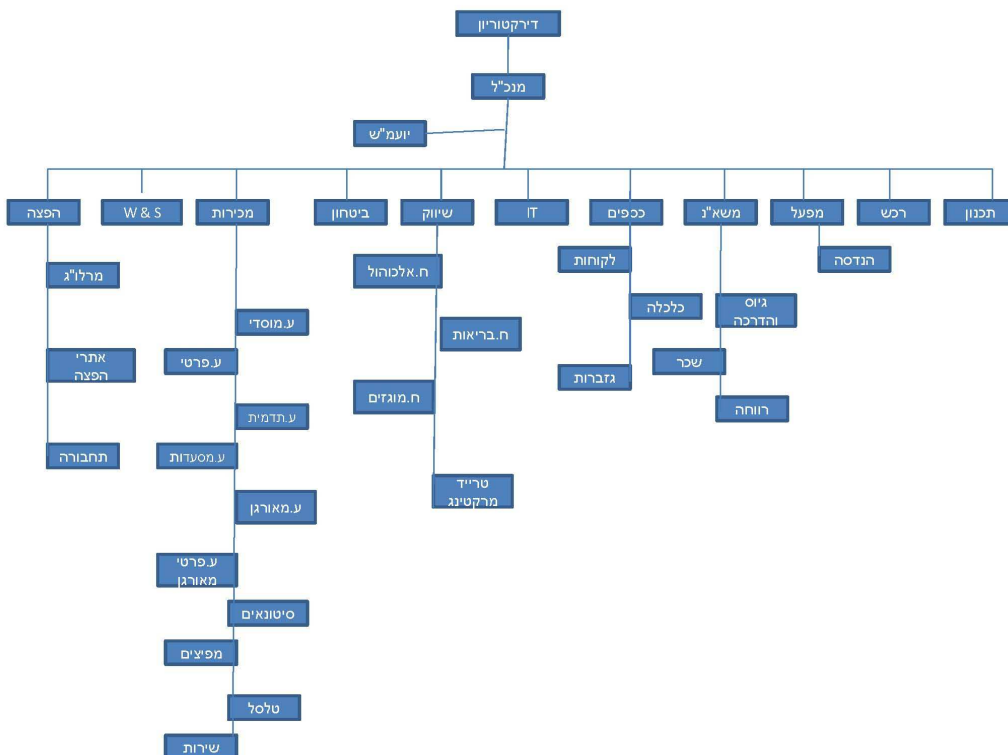 דירקטוריון
מנכ"ל
יועמ"ש
תכנון
רכש
מפעל
משא"נ
כספים
IT
שיווק
ביטחון
מכירות
W & S
הפצה
הנדסה
גיוס
והדרכה
שכר
רווחה
לקוחות
כלכלה
גזברות
ח.אלכוהול
ח.בריאות
ח.מוגזים
טרייד
מרקטינג
ע.מוסדי
ע.פרטי
ע.תדמית
ע.מסעדות
ע.מאורגן
ע.פרטי
מאורגן
סיטונאים
מפיצים
טלסל
שירות
מרלו"ג
אתרי
הפצה
תחבורה